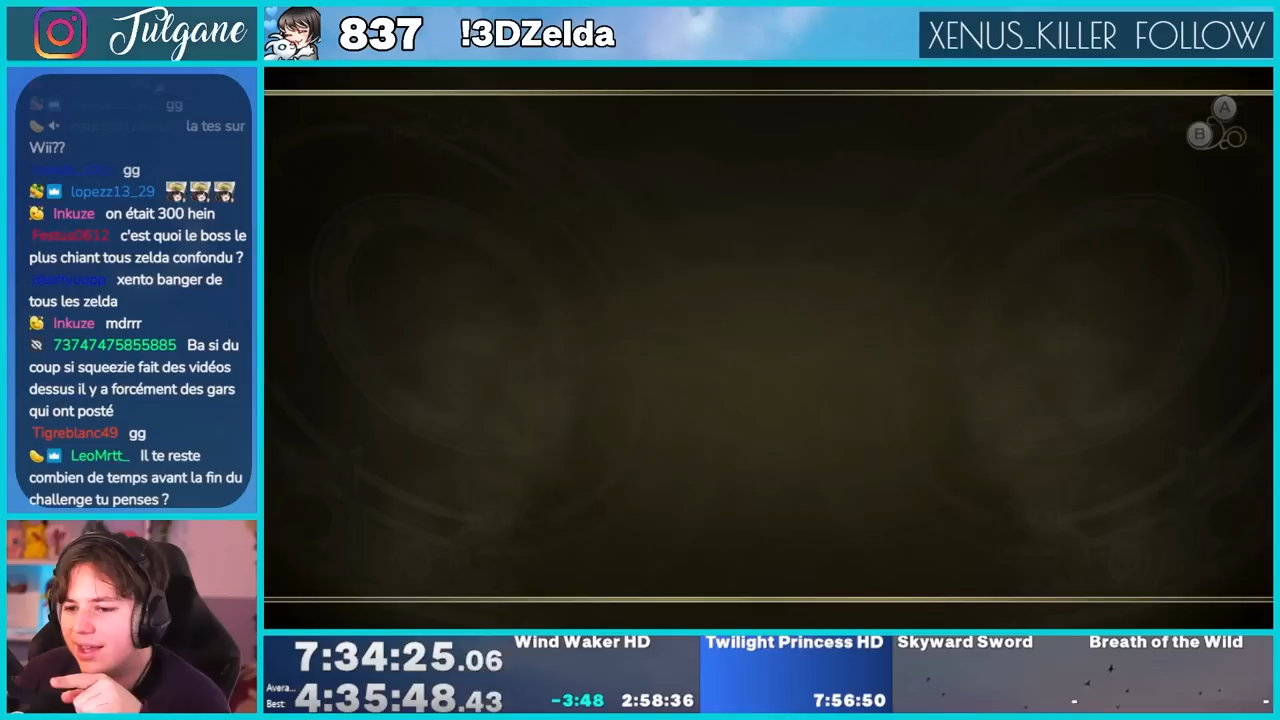 Julgane
837
!3DZelda
XENUS_KILLER FOLLOW
gg
la tes sur
Wii??
gg
lopezz13_29
Inkuze on était 300 hein
Festus0612 c'est quoi le boss le
plus chiant tous zelda confondu ?
xento banger de
tous les zelda
Inkuze mdrrr
73747475855885 Ba si du
coup si squeezie fait des vidéos
dessus il y a forcément des gars
qui ont posté
Tigreblanc49 gg
LeoMrtt_ Il te reste
combien de temps avant la fin du
challenge tu penses ?
A
B
7:34:25.06
Avera...
Best:
4:35:48.43
Wind Waker HD
-3:48 2:58:36
Twilight Princess HD
7:56:50
Skyward Sword
-
Breath of the Wild
-